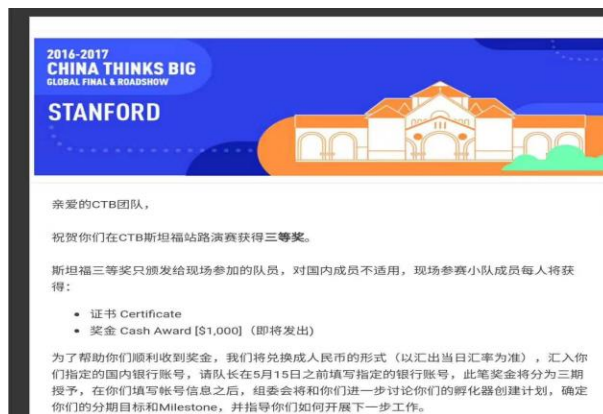 2016-2017
CHINA THINKS BIG
GLOBAL FINAL & ROADSHOW
STANFORD
亲爱的CTB团队，
祝贺你们在CTB斯坦福站路演赛获得三等奖。
斯坦福三等奖只颁发给现场参加的队员，对国内成员不适用，现场参赛小队成员每人将获
得：
• 证书 Certificate
• 奖金 Cash Award [$1,000]（即将发出)
为了帮助你们顺利收到奖金，我们将兑换成人民币的形式（以汇出当日汇率为准），汇入你
们指定的国内银行账号，请队长在5月15日之前填写指定的银行账号，此笔奖金将分为三期
授予，在你们填写帐号信息之后，组委会将和你们进一步讨论你们的孵化器创建计划，确定
你们的分期目标和Milestone，并指导你们如何开展下一步工作。